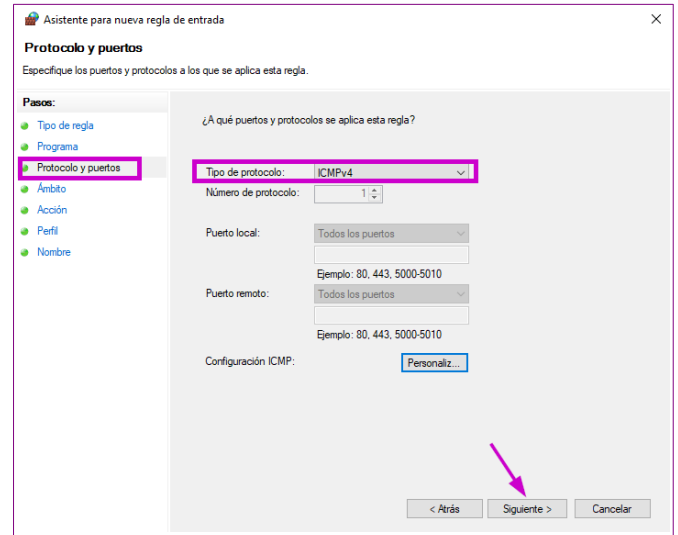 Asistente para nueva regla de entrada
Protocolo y puertos
Especifique los puertos y protocolos a los que se aplica esta regla.
Pasos:
Tipo de regla
Programa
Protocolo y puertos
Ámbito
Acción
Perfil
Nombre
¿A qué puertos y protocolos se aplica esta regla?
Tipo de protocolo: ICMPv4
Número de protocolo: 1
Puerto local: Todos los puertos
Ejemplo: 80, 443, 5000-5010
Puerto remoto: Todos los puertos
Ejemplo: 80, 443, 5000-5010
Configuración ICMP: Personaliz...
< Atrás Siguiente > Cancelar